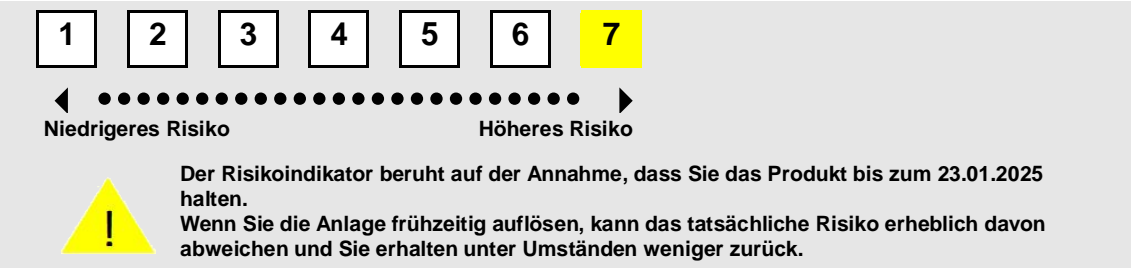 1 2 3 4 5 6 7
Niedrigeres Risiko Höheres Risiko
Der Risikoindikator beruht auf der Annahme, dass Sie das Produkt bis zum 23.01.2025
halten.
Wenn Sie die Anlage frühzeitig auflösen, kann das tatsächliche Risiko erheblich davon
abweichen und Sie erhalten unter Umständen weniger zurück.
!